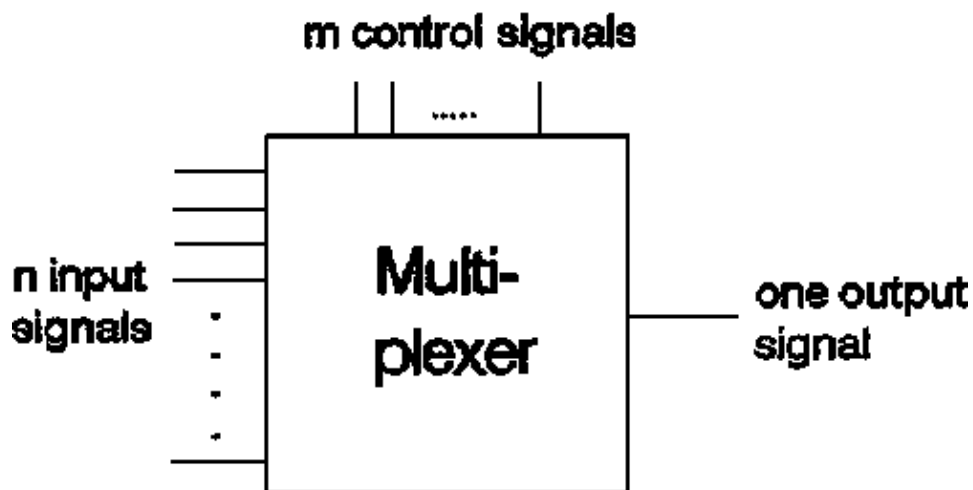 m control signals
n input
signals
Multi-
plexer
one output
signal